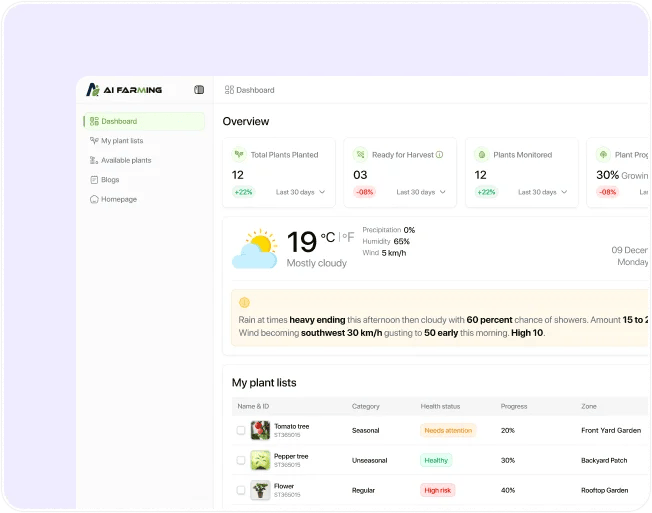 AI FARMING
Dashboard
Dashboard
My plant lists
Available plants
Blogs
Homepage
Overview
Total Plants Planted
12
+22% Last 30 days
Ready for Harvest
03
-08% Last 30 days
Plants Monitored
12
+22% Last 30 days
Plant Prog
30% Growin
-08% Last
19 °C | °F
Mostly cloudy
Precipitation 0%
Humidity 65%
Wind 5 km/h
09 Decem
Monday
Rain at times heavy ending this afternoon then cloudy with 60 percent chance of showers. Amount 15 to 2
Wind becoming southwest 30 km/h gusting to 50 early this morning. High 10.
My plant lists
Name & ID Category Health status Progress Zone
Tomato tree
ST365015
Seasonal Needs attention 20% Front Yard Garden
Pepper tree
ST365015
Unseasonal Healthy 30% Backyard Patch
Flower
ST365015
Regular High risk 40% Rooftop Garden